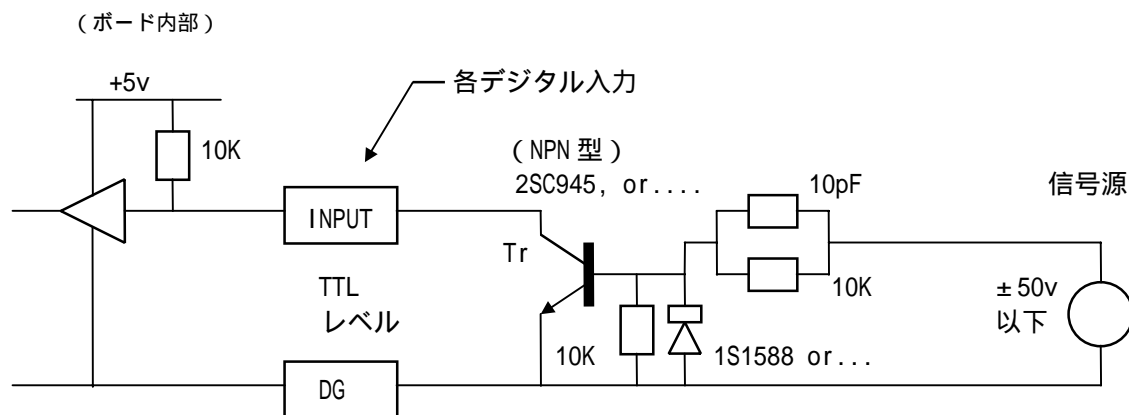 （ボード内部）
+5v
各デジタル入力
10K
（NPN 型）
2SC945, or....
10pF
信号源
INPUT
Tr
10K
TTL
レベル
±50v
以下
10K
1S1588 or...
DG